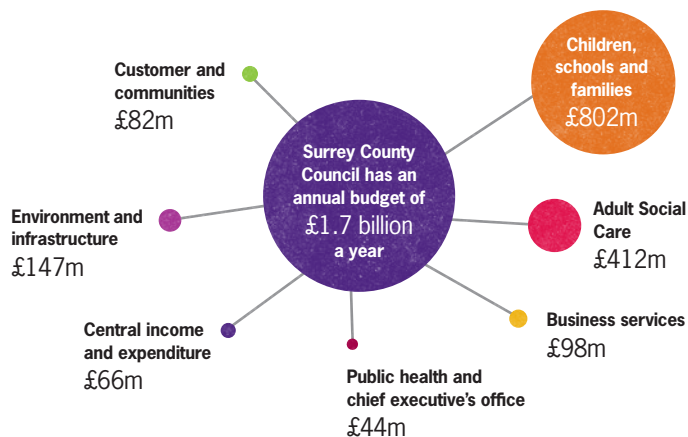 Surrey County
Council has an
annual budget of
£1.7 billion
a year
Children,
schools and
families
£802m
Adult Social
Care
£412m
Business services
£98m
Public health and
chief executive’s office
£44m
Central income
and expenditure
£66m
Environment and
infrastructure
£147m
Customer and
communities
£82m